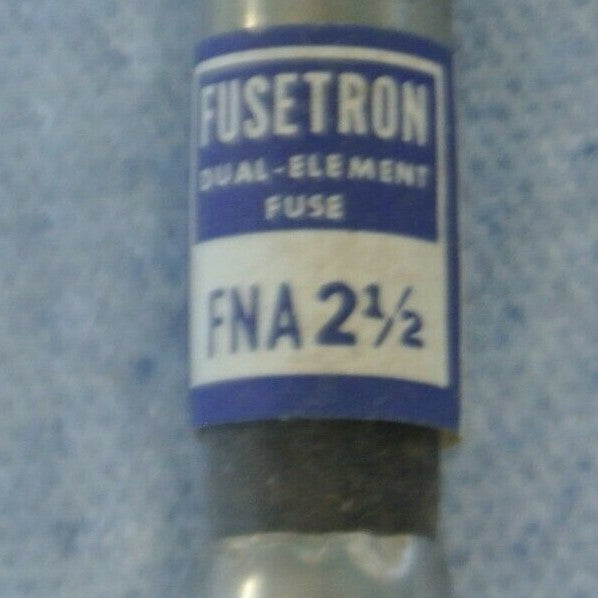 FUSETRON
DUAL-ELEMENT
FUSE
FNA 2½